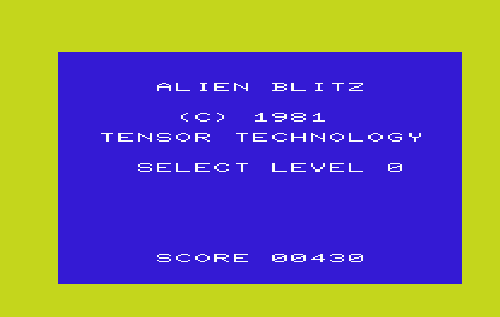 ALIEN BLITZ
(C) 1981
TENSOR TECHNOLOGY
SELECT LEVEL 0
SCORE 00430